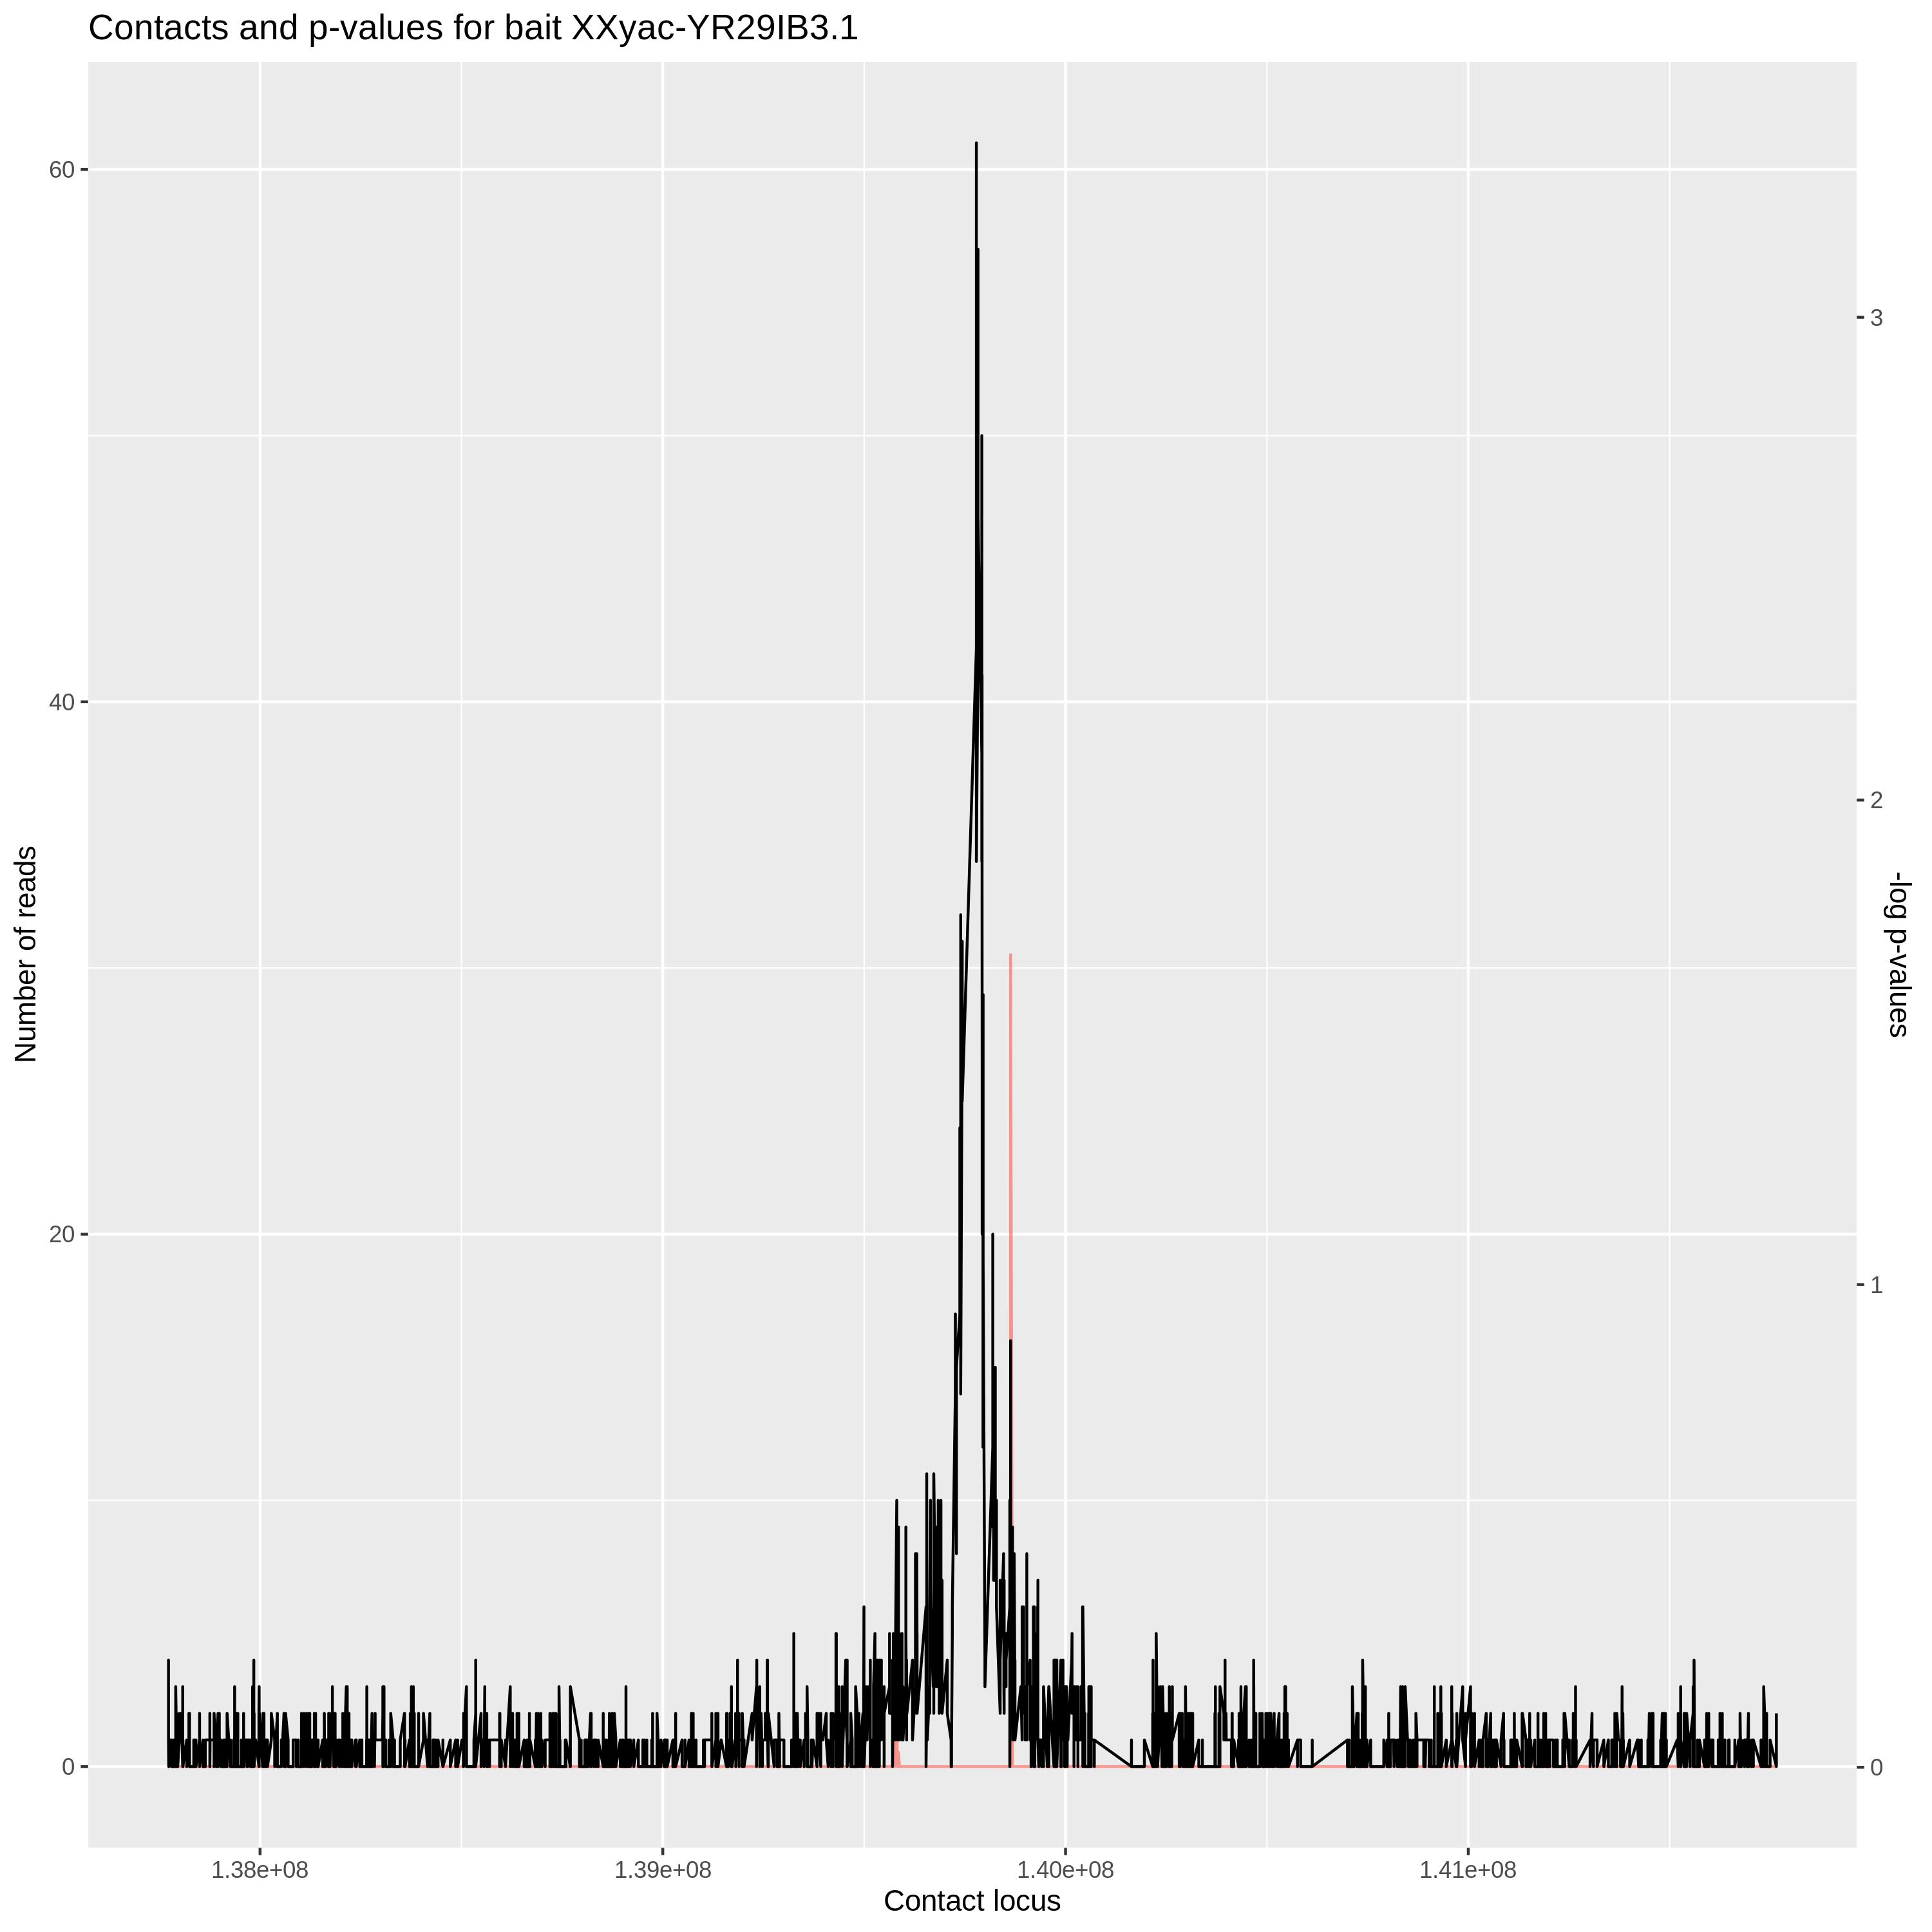 Contacts and p-values for bait XXyac-YR29IB3.1
60
40
20
0
Number of reads
3
2
1
0
-log p-values
1.38e+08
1.39e+08
1.40e+08
1.41e+08
Contact locus